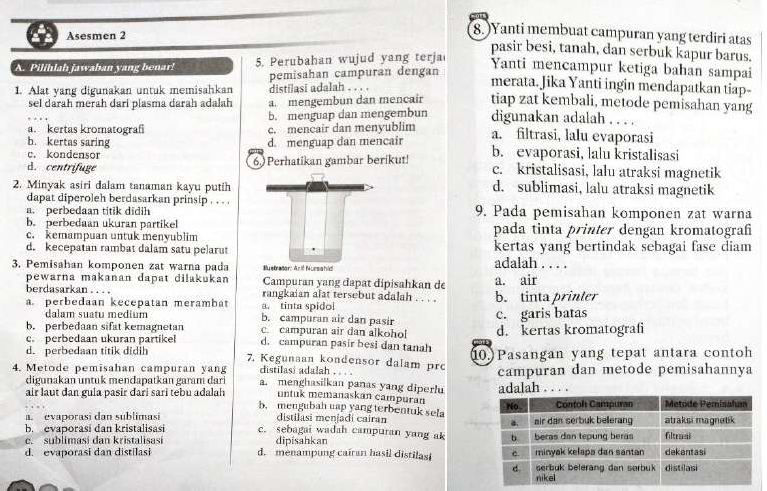 Asesmen 2
A. Pilihlah jawaban yang benar!
1. Alat yang digunakan untuk memisahkan
sel darah merah dari plasma darah adalah
. . . .
a. kertas kromatografi
b. kertas saring
c. kondensor
d. centrifuge
2. Minyak asiri dalam tanaman kayu putih
dapat diperoleh berdasarkan prinsip . . . .
a. perbedaan titik didih
b. perbedaan ukuran partikel
c. kemampuan untuk menyublim
d. kecepatan rambat dalam satu pelarut
3. Pemisahan komponen zat warna pada
pewarna makanan dapat dilakukan
berdasarkan . . . .
a. perbedaan kecepatan merambat
dalam suatu medium
b. perbedaan sifat kemagnetan
c. perbedaan ukuran partikel
d. perbedaan titik didih
4. Metode pemisahan campuran yang
digunakan untuk mendapatkan garam dari
air laut dan gula pasir dari sari tebu adalah
. . . .
a. evaporasi dan sublimasi
b. evaporasi dan kristalisasi
c. sublimasi dan kristalisasi
d. evaporasi dan distilasi
5. Perubahan wujud yang terja
pemisahan campuran dengan
distilasi adalah . . . .
a. mengembun dan mencair
b. menguap dan mengembun
c. mencair dan menyublim
d. menguap dan mencair
HOTS
6. Perhatikan gambar berikut!
Ilustrator: Arif Nursahid
Campuran yang dapat dipisahkan de
rangkaian alat tersebut adalah . . . .
a. tinta spidol
b. campuran air dan pasir
c. campuran air dan alkohol
d. campuran pasir besi dan tanah
7. Kegunaan kondensor dalam pro
distilasi adalah . . . .
a. menghasilkan panas yang diperlu
untuk memanaskan campuran
b. mengubah uap yang terbentuk sela
distilasi menjadi cairan
c. sebagai wadah campuran yang ak
dipisahkan
d. menampung cairan hasil distilasi
HOTS
8. Yanti membuat campuran yang terdiri atas
pasir besi, tanah, dan serbuk kapur barus.
Yanti mencampur ketiga bahan sampai
merata. Jika Yanti ingin mendapatkan tiap-
tiap zat kembali, metode pemisahan yang
digunakan adalah . . . .
a. filtrasi, lalu evaporasi
b. evaporasi, lalu kristalisasi
c. kristalisasi, lalu atraksi magnetik
d. sublimasi, lalu atraksi magnetik
9. Pada pemisahan komponen zat warna
pada tinta printer dengan kromatografi
kertas yang bertindak sebagai fase diam
adalah . . . .
a. air
b. tinta printer
c. garis batas
d. kertas kromatografi
HOTS
10. Pasangan yang tepat antara contoh
campuran dan metode pemisahannya
adalah . . . .
No. Contoh Campuran Metode Pemisahan
a. air dan serbuk belerang atraksi magnetik
b. beras dan tepung beras filtrasi
c. minyak kelapa dan santan dekantasi
d. serbuk belerang dan serbuk distilasi
nikel